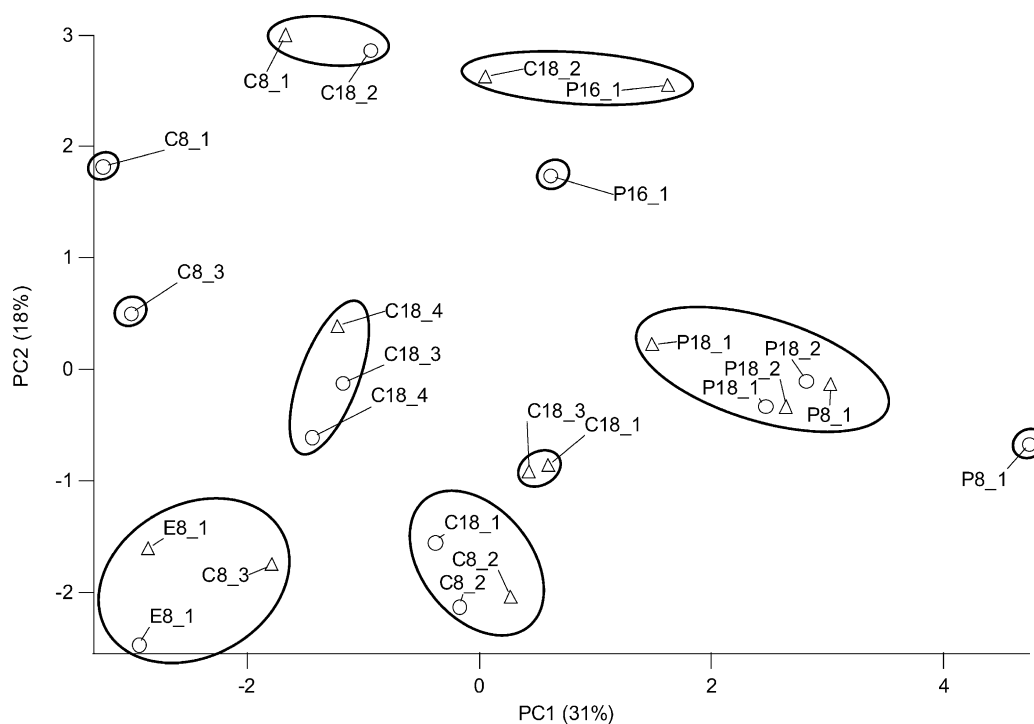 3
C8_1
C18_2
C18_2
P16_1
2
C8_1
P16_1
1
C8_3
C18_4
C18_3
C18_4
P18_1
P18_2
P18_2
P18_1
P8_1
0
PC2 (18%)
C18_3
C18_1
P8_1
-1
E8_1
C8_3
E8_1
C18_1
C8_2
C8_2
-2
-2
0
2
4
PC1 (31%)